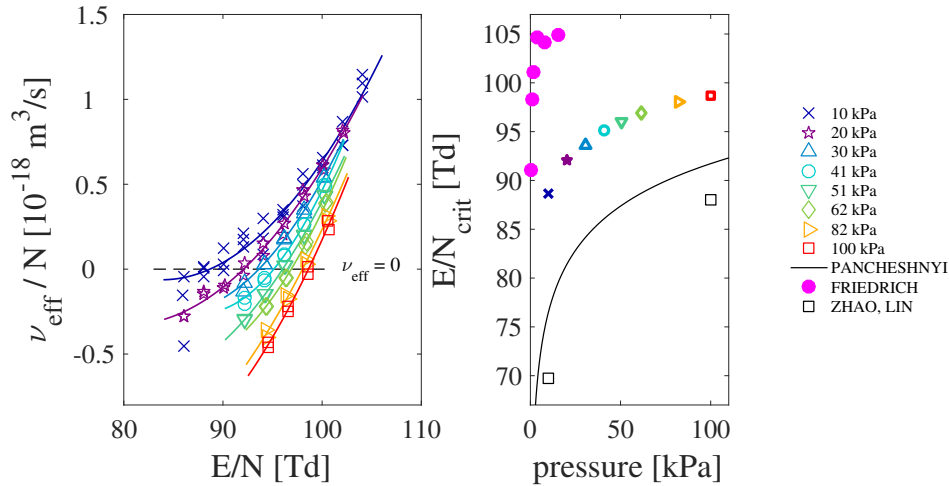 ν_eff / N [10^-18 m^3/s]
1.5
1
0.5
0
-0.5
ν_eff = 0
80
90
100
110
E/N [Td]
E/N_crit [Td]
105
100
95
90
85
80
75
70
0
50
100
pressure [kPa]
10 kPa
20 kPa
30 kPa
41 kPa
51 kPa
62 kPa
82 kPa
100 kPa
PANCHESHNYI
FRIEDRICH
ZHAO, LIN